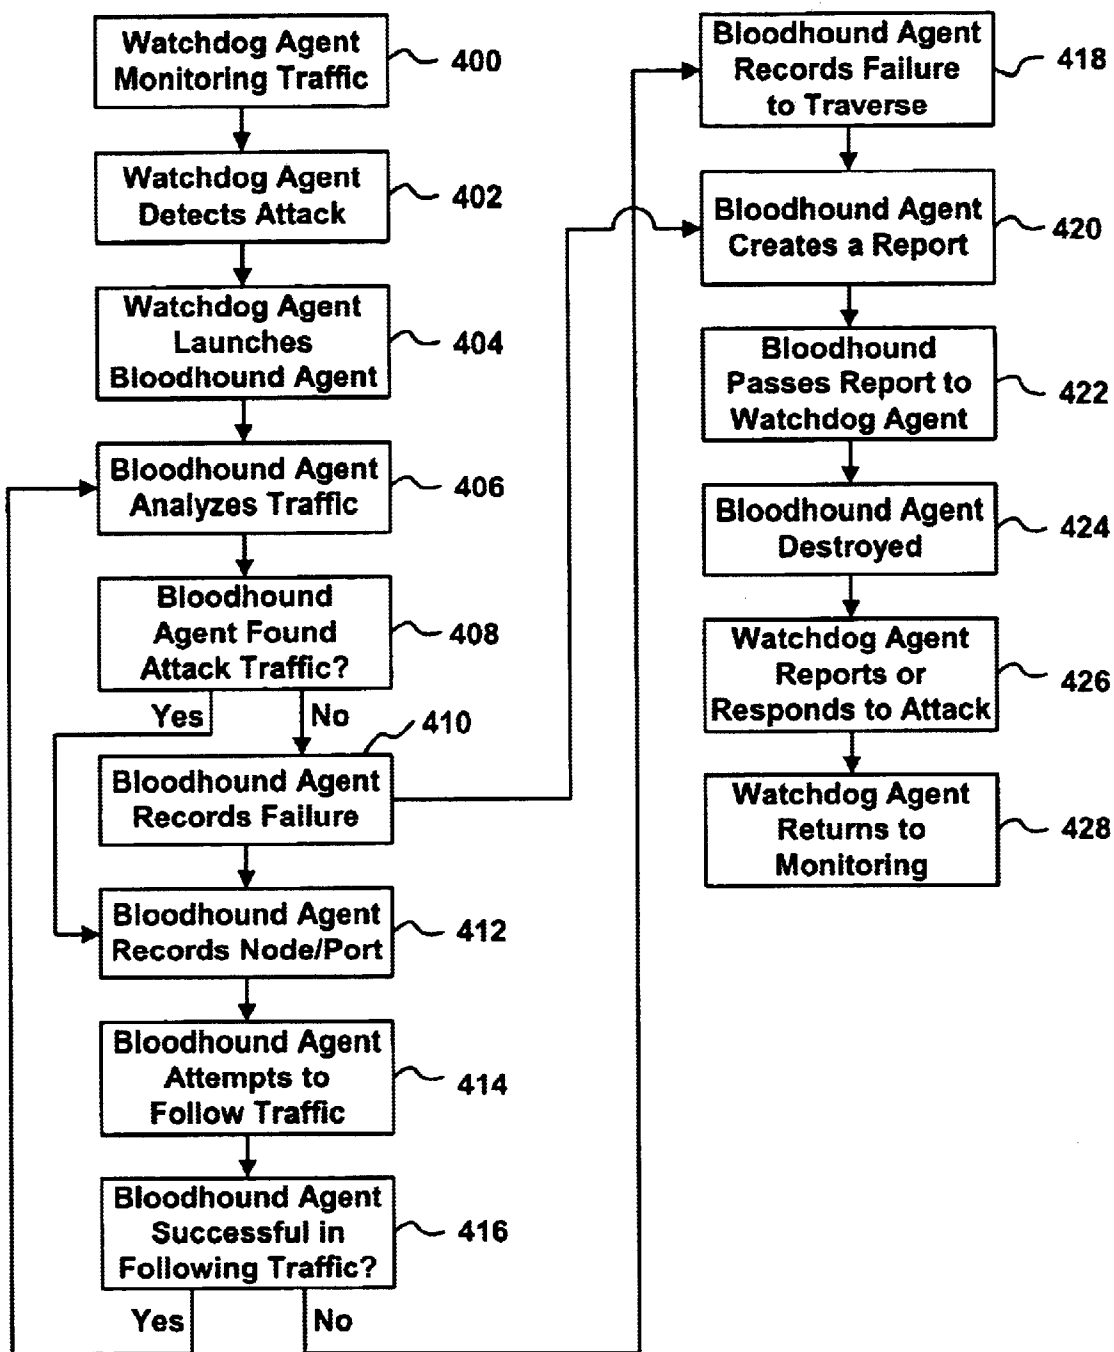 Watchdog Agent
Monitoring Traffic
400
Watchdog Agent
Detects Attack
402
Watchdog Agent
Launches
Bloodhound Agent
404
Bloodhound Agent
Analyzes Traffic
406
Bloodhound
Agent Found
Attack Traffic?
408
Yes
No
410
Bloodhound Agent
Records Failure
Bloodhound Agent
Records Node/Port
412
Bloodhound Agent
Attempts to
Follow Traffic
414
Bloodhound Agent
Successful in
Following Traffic?
416
Yes
No
Bloodhound Agent
Records Failure
to Traverse
418
Bloodhound Agent
Creates a Report
420
Bloodhound
Passes Report to
Watchdog Agent
422
Bloodhound Agent
Destroyed
424
Watchdog Agent
Reports or
Responds to Attack
426
Watchdog Agent
Returns to
Monitoring
428